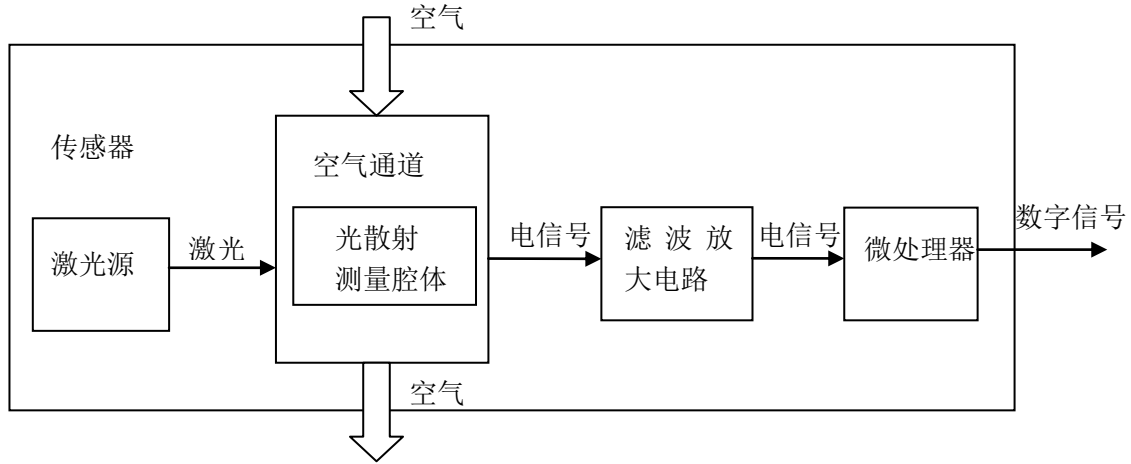 空气
传感器
空气通道
激光源
激光
光散射
测量腔体
电信号
滤波放
大电路
电信号
微处理器
数字信号
空气